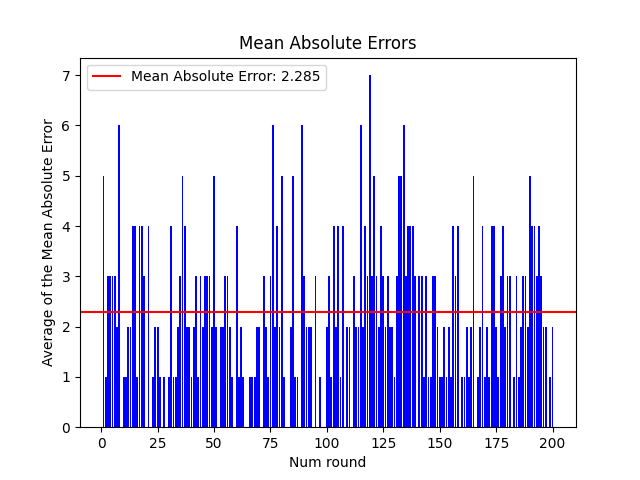 Mean Absolute Errors
Mean Absolute Error: 2.285
Average of the Mean Absolute Error
7
6
5
4
3
2
1
0
0 25 50 75 100 125 150 175 200
Num round